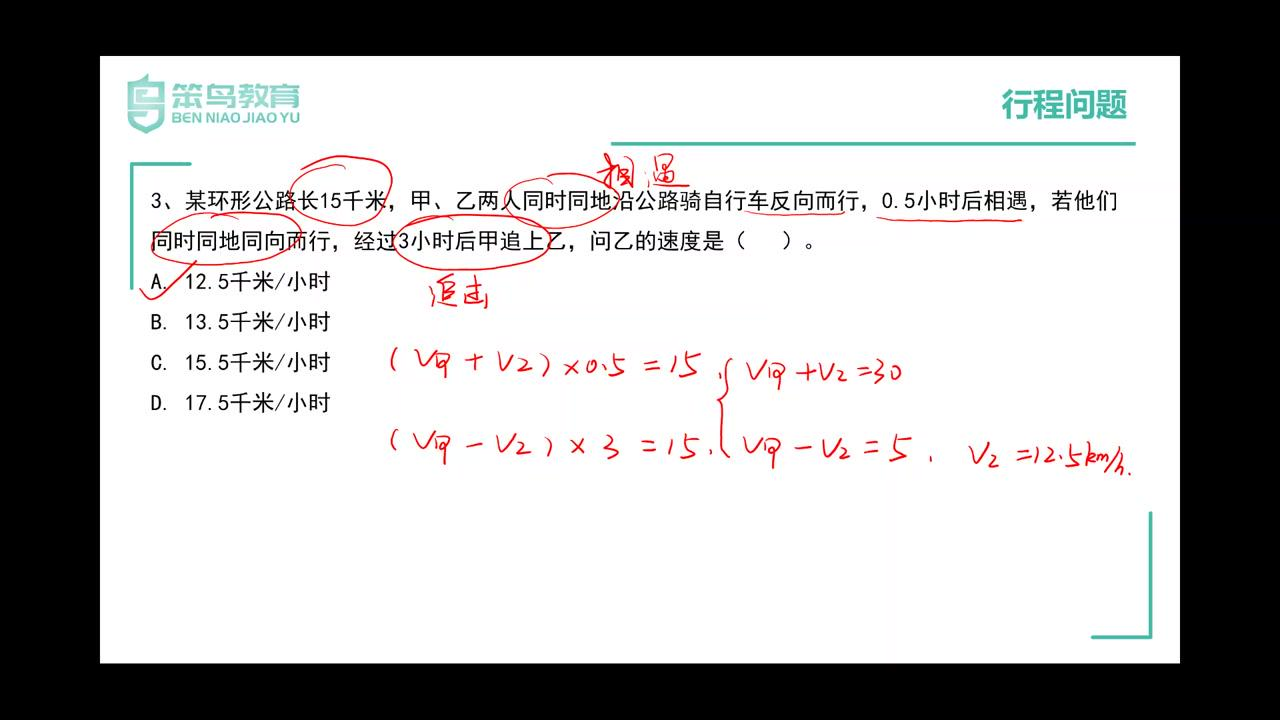 笨鸟教育
BEN NIAO JIAO YU
行程问题
相遇
3、某环形公路长15千米，甲、乙两人同时同地沿公路骑自行车反向而行，0.5小时后相遇，若他们
同时同地同向而行，经过3小时后甲追上乙，问乙的速度是（ ）。
A. 12.5千米/小时
追击
B. 13.5千米/小时
C. 15.5千米/小时
D. 17.5千米/小时
(V甲+V乙)×0.5=15
V甲+V乙=30
(V甲-V乙)×3=15
V甲-V乙=5
V乙=12.5km/h.